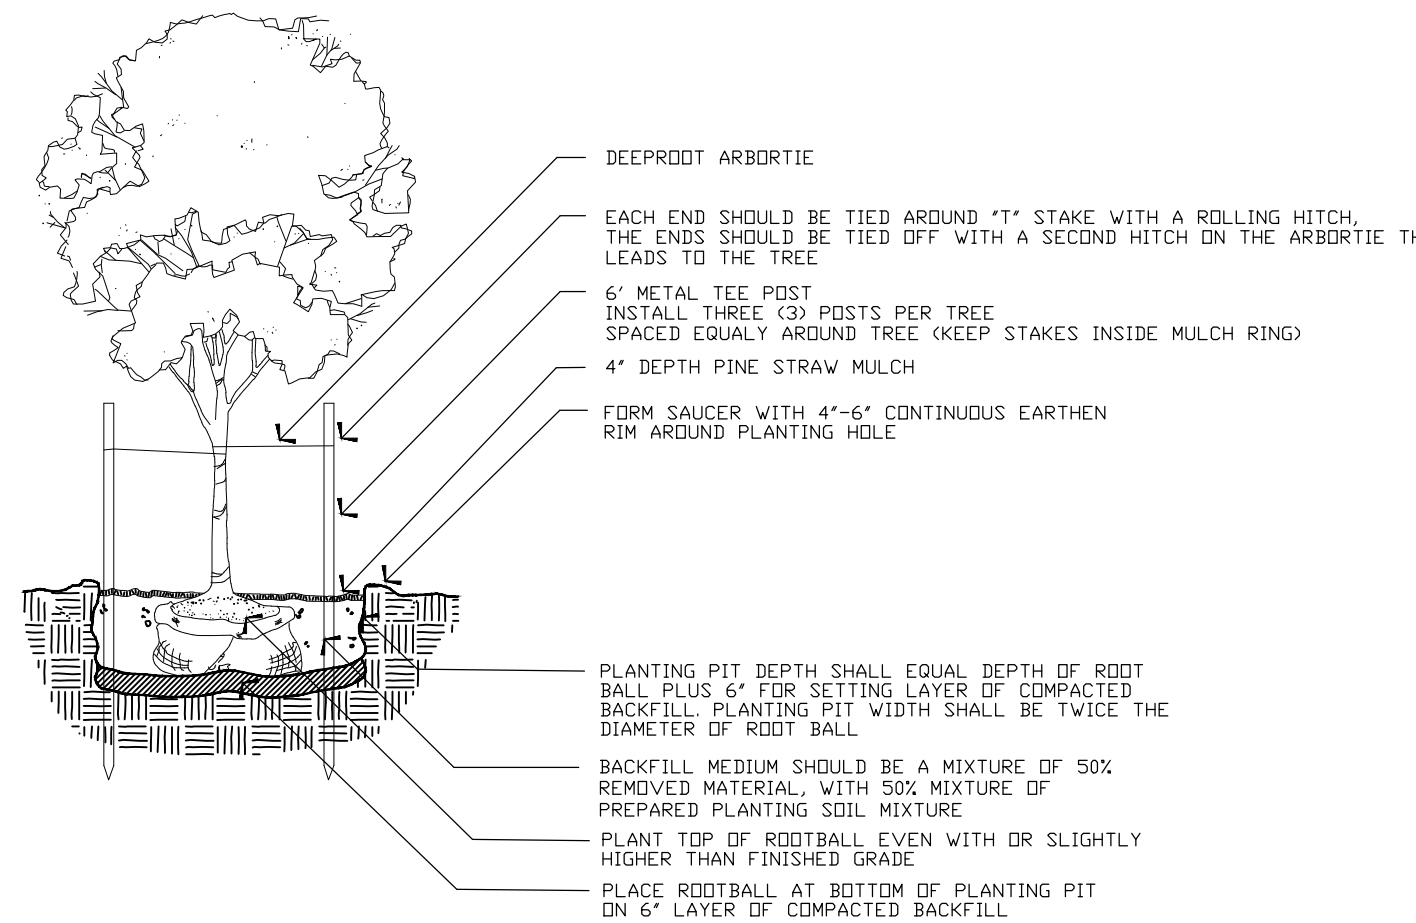 DEEPROOT ARBORTIE
EACH END SHOULD BE TIED AROUND "T" STAKE WITH A ROLLING HITCH,
THE ENDS SHOULD BE TIED OFF WITH A SECOND HITCH ON THE ARBORTIE
LEADS TO THE TREE
6' METAL TEE POST
INSTALL THREE (3) POSTS PER TREE
SPACED EQUALY AROUND TREE (KEEP STAKES INSIDE MULCH RING)
4" DEPTH PINE STRAW MULCH
FORM SAUCER WITH 4"-6" CONTINUOUS EARTHEN
RIM AROUND PLANTING HOLE
PLANTING PIT DEPTH SHALL EQUAL DEPTH OF ROOT
BALL PLUS 6" FOR SETTING LAYER OF COMPACTED
BACKFILL. PLANTING PIT WIDTH SHALL BE TWICE THE
DIAMETER OF ROOT BALL
BACKFILL MEDIUM SHOULD BE A MIXTURE OF 50%
REMOVED MATERIAL, WITH 50% MIXTURE OF
PREPARED PLANTING SOIL MIXTURE
PLANT TOP OF ROOTBALL EVEN WITH OR SLIGHTLY
HIGHER THAN FINISHED GRADE
PLACE ROOTBALL AT BOTTOM OF PLANTING PIT
ON 6" LAYER OF COMPACTED BACKFILL